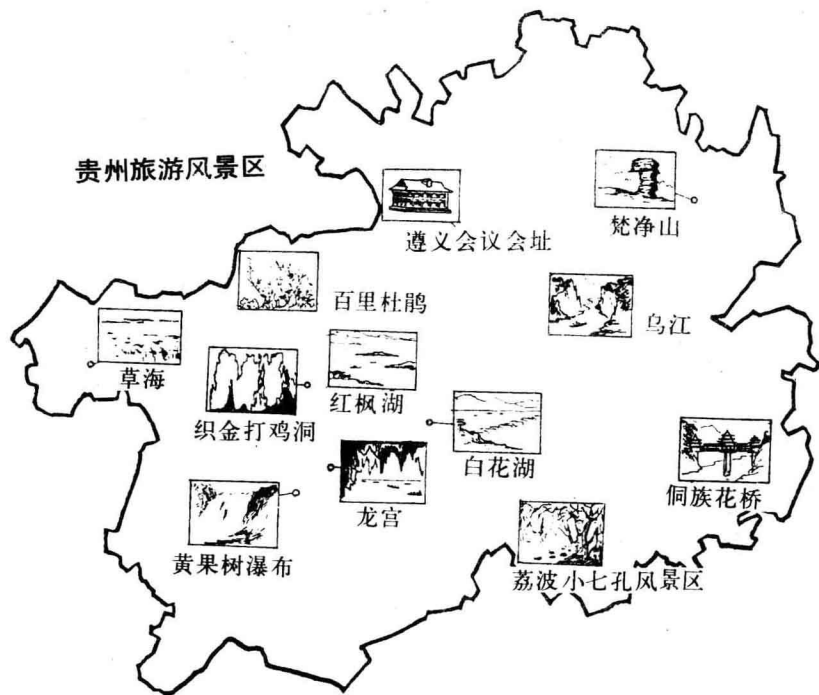 贵州旅游风景区
遵义会议会址
梵净山
百里杜鹃
乌江
草海
织金打鸡洞
红枫湖
白花湖
侗族花桥
龙宫
黄果树瀑布
荔波小七孔风景区